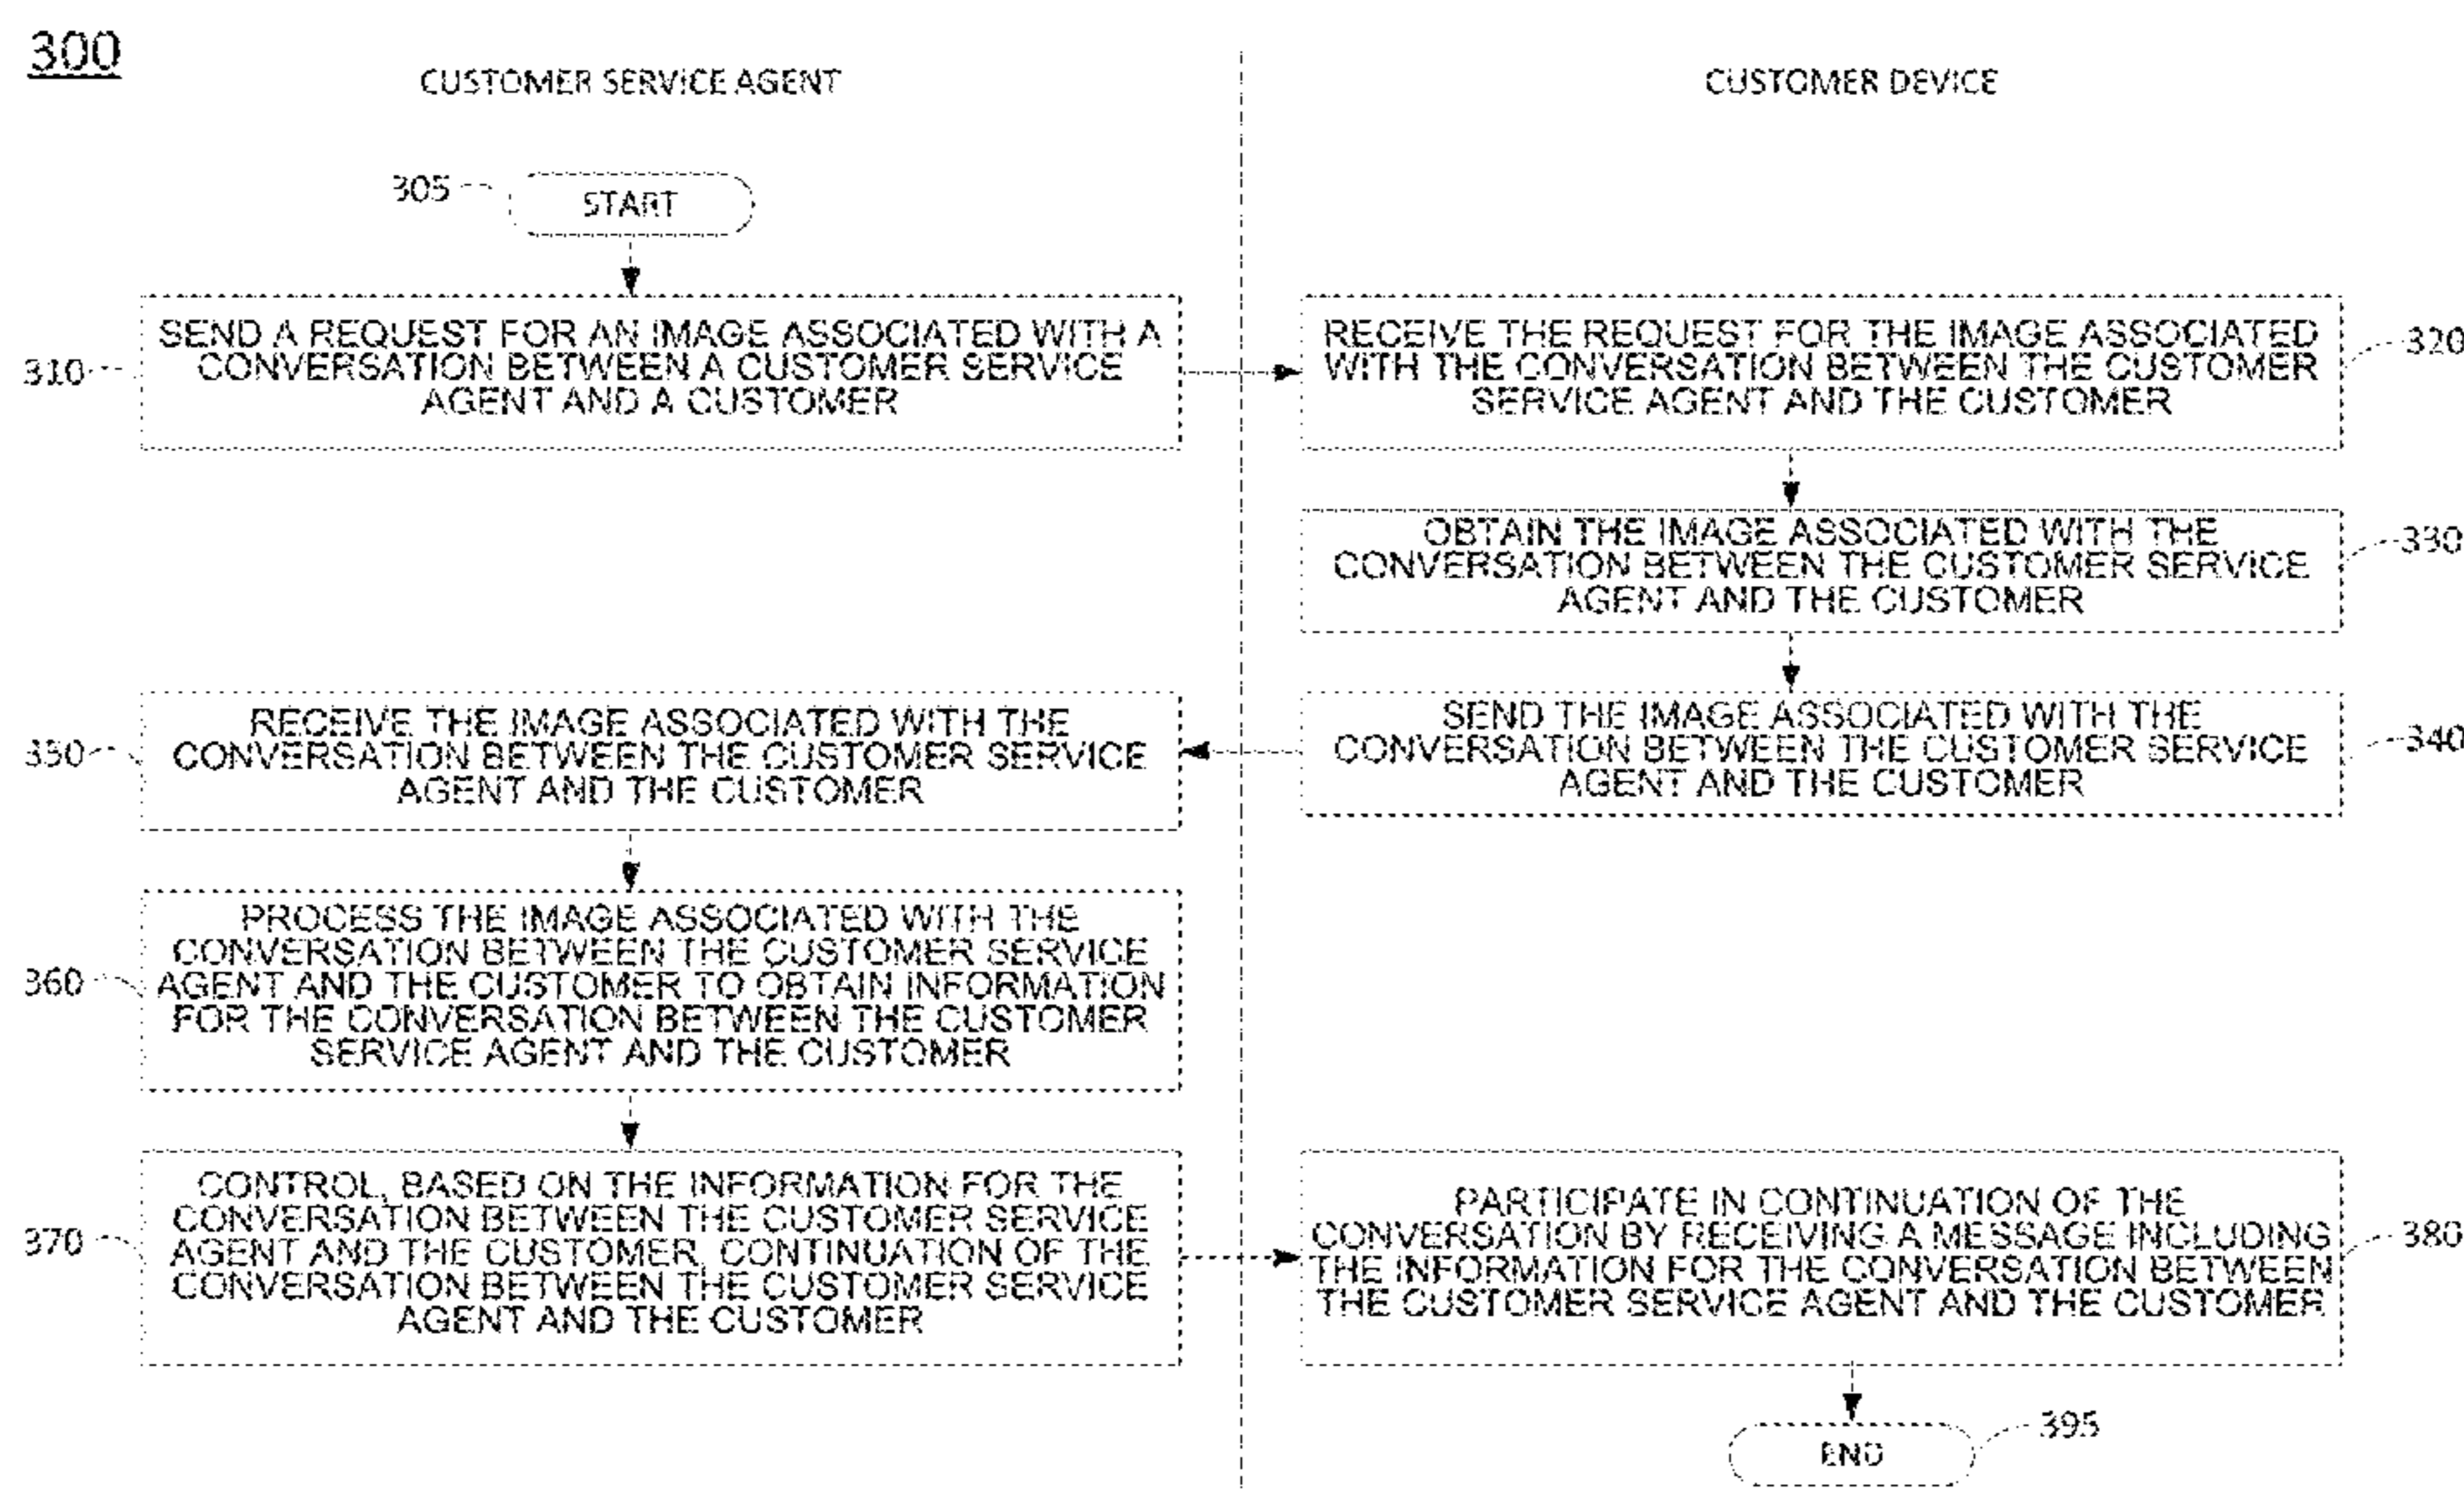 300
CUSTOMER SERVICE AGENT
CUSTOMER DEVICE
305
START
310
SEND A REQUEST FOR AN IMAGE ASSOCIATED WITH A
CONVERSATION BETWEEN A CUSTOMER SERVICE
AGENT AND A CUSTOMER
RECEIVE THE REQUEST FOR THE IMAGE ASSOCIATED
WITH THE CONVERSATION BETWEEN THE CUSTOMER
SERVICE AGENT AND THE CUSTOMER
320
OBTAIN THE IMAGE ASSOCIATED WITH THE
CONVERSATION BETWEEN THE CUSTOMER SERVICE
AGENT AND THE CUSTOMER
330
SEND THE IMAGE ASSOCIATED WITH THE
CONVERSATION BETWEEN THE CUSTOMER SERVICE
AGENT AND THE CUSTOMER
340
350
RECEIVE THE IMAGE ASSOCIATED WITH THE
CONVERSATION BETWEEN THE CUSTOMER SERVICE
AGENT AND THE CUSTOMER
360
PROCESS THE IMAGE ASSOCIATED WITH THE
CONVERSATION BETWEEN THE CUSTOMER SERVICE
AGENT AND THE CUSTOMER TO OBTAIN INFORMATION
FOR THE CONVERSATION BETWEEN THE CUSTOMER
SERVICE AGENT AND THE CUSTOMER
370
CONTROL, BASED ON THE INFORMATION FOR THE
CONVERSATION BETWEEN THE CUSTOMER SERVICE
AGENT AND THE CUSTOMER, CONTINUATION OF THE
CONVERSATION BETWEEN THE CUSTOMER SERVICE
AGENT AND THE CUSTOMER
PARTICIPATE IN CONTINUATION OF THE
CONVERSATION BY RECEIVING A MESSAGE INCLUDING
THE INFORMATION FOR THE CONVERSATION BETWEEN
THE CUSTOMER SERVICE AGENT AND THE CUSTOMER
380
END
395